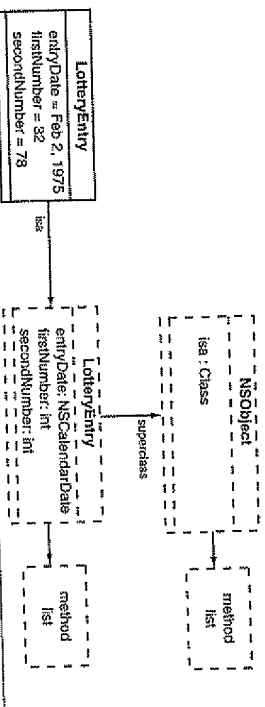 LotteryEntry
entryDate = Feb 2, 1975
firstNumber = 32
secondNumber = 78
isa
LotteryEntry
entryDate: NSCalendarDate
firstNumber: int
secondNumber: int
superclass
NSObject
isa : Class
method
list
method
list